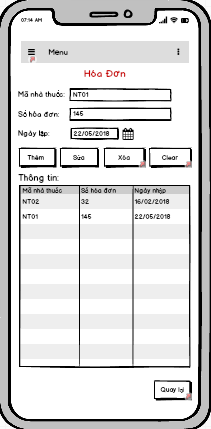 07:14 AM
Menu
Hóa Đơn
Mã nhà thuốc: NT01
Số hóa đơn: 145
Ngày lập: 22/05/2018
Thêm Sửa Xóa Clear
Thông tin:
Mã nhà thuốc Số hóa đơn Ngày nhập
NT02 32 16/02/2018
NT01 145 22/05/2018
Quay lại